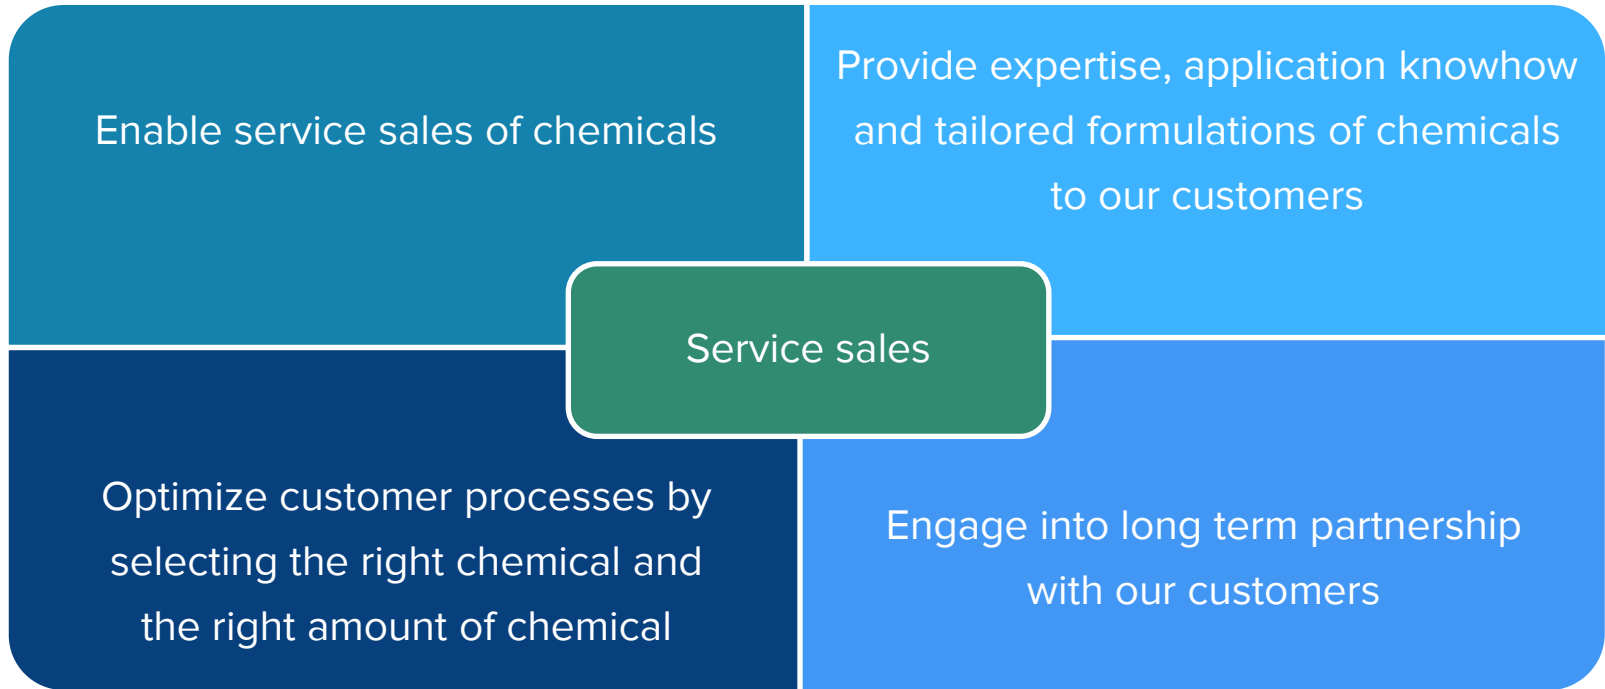 Enable service sales of chemicals
Provide expertise, application knowhow
and tailored formulations of chemicals
to our customers
Service sales
Optimize customer processes by
selecting the right chemical and
the right amount of chemical
Engage into long term partnership
with our customers